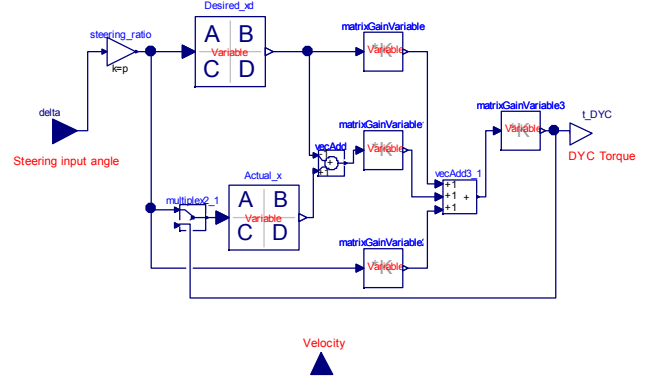 Desired_xd
A B
Variable
C D
steering_ratio
k=p
matrixGainVariable
*K
Variable
delta
Steering input angle
matrixGainVariable
*K
Variable
vecAdd
+
+1
matrixGainVariable3
*K
Variable
t_DYC
DYC Torque
Actual_x
A B
Variable
C D
multiplex2_1
vecAdd3_1
+1
+1 +
+1
matrixGainVariable
*K
Variable
Velocity